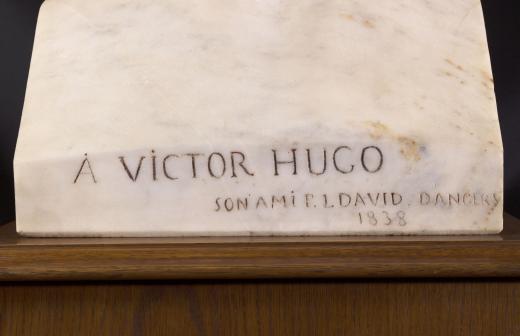 À VICTOR HUGO
SON AMI P. J. DAVID. D'ANGERS
1838